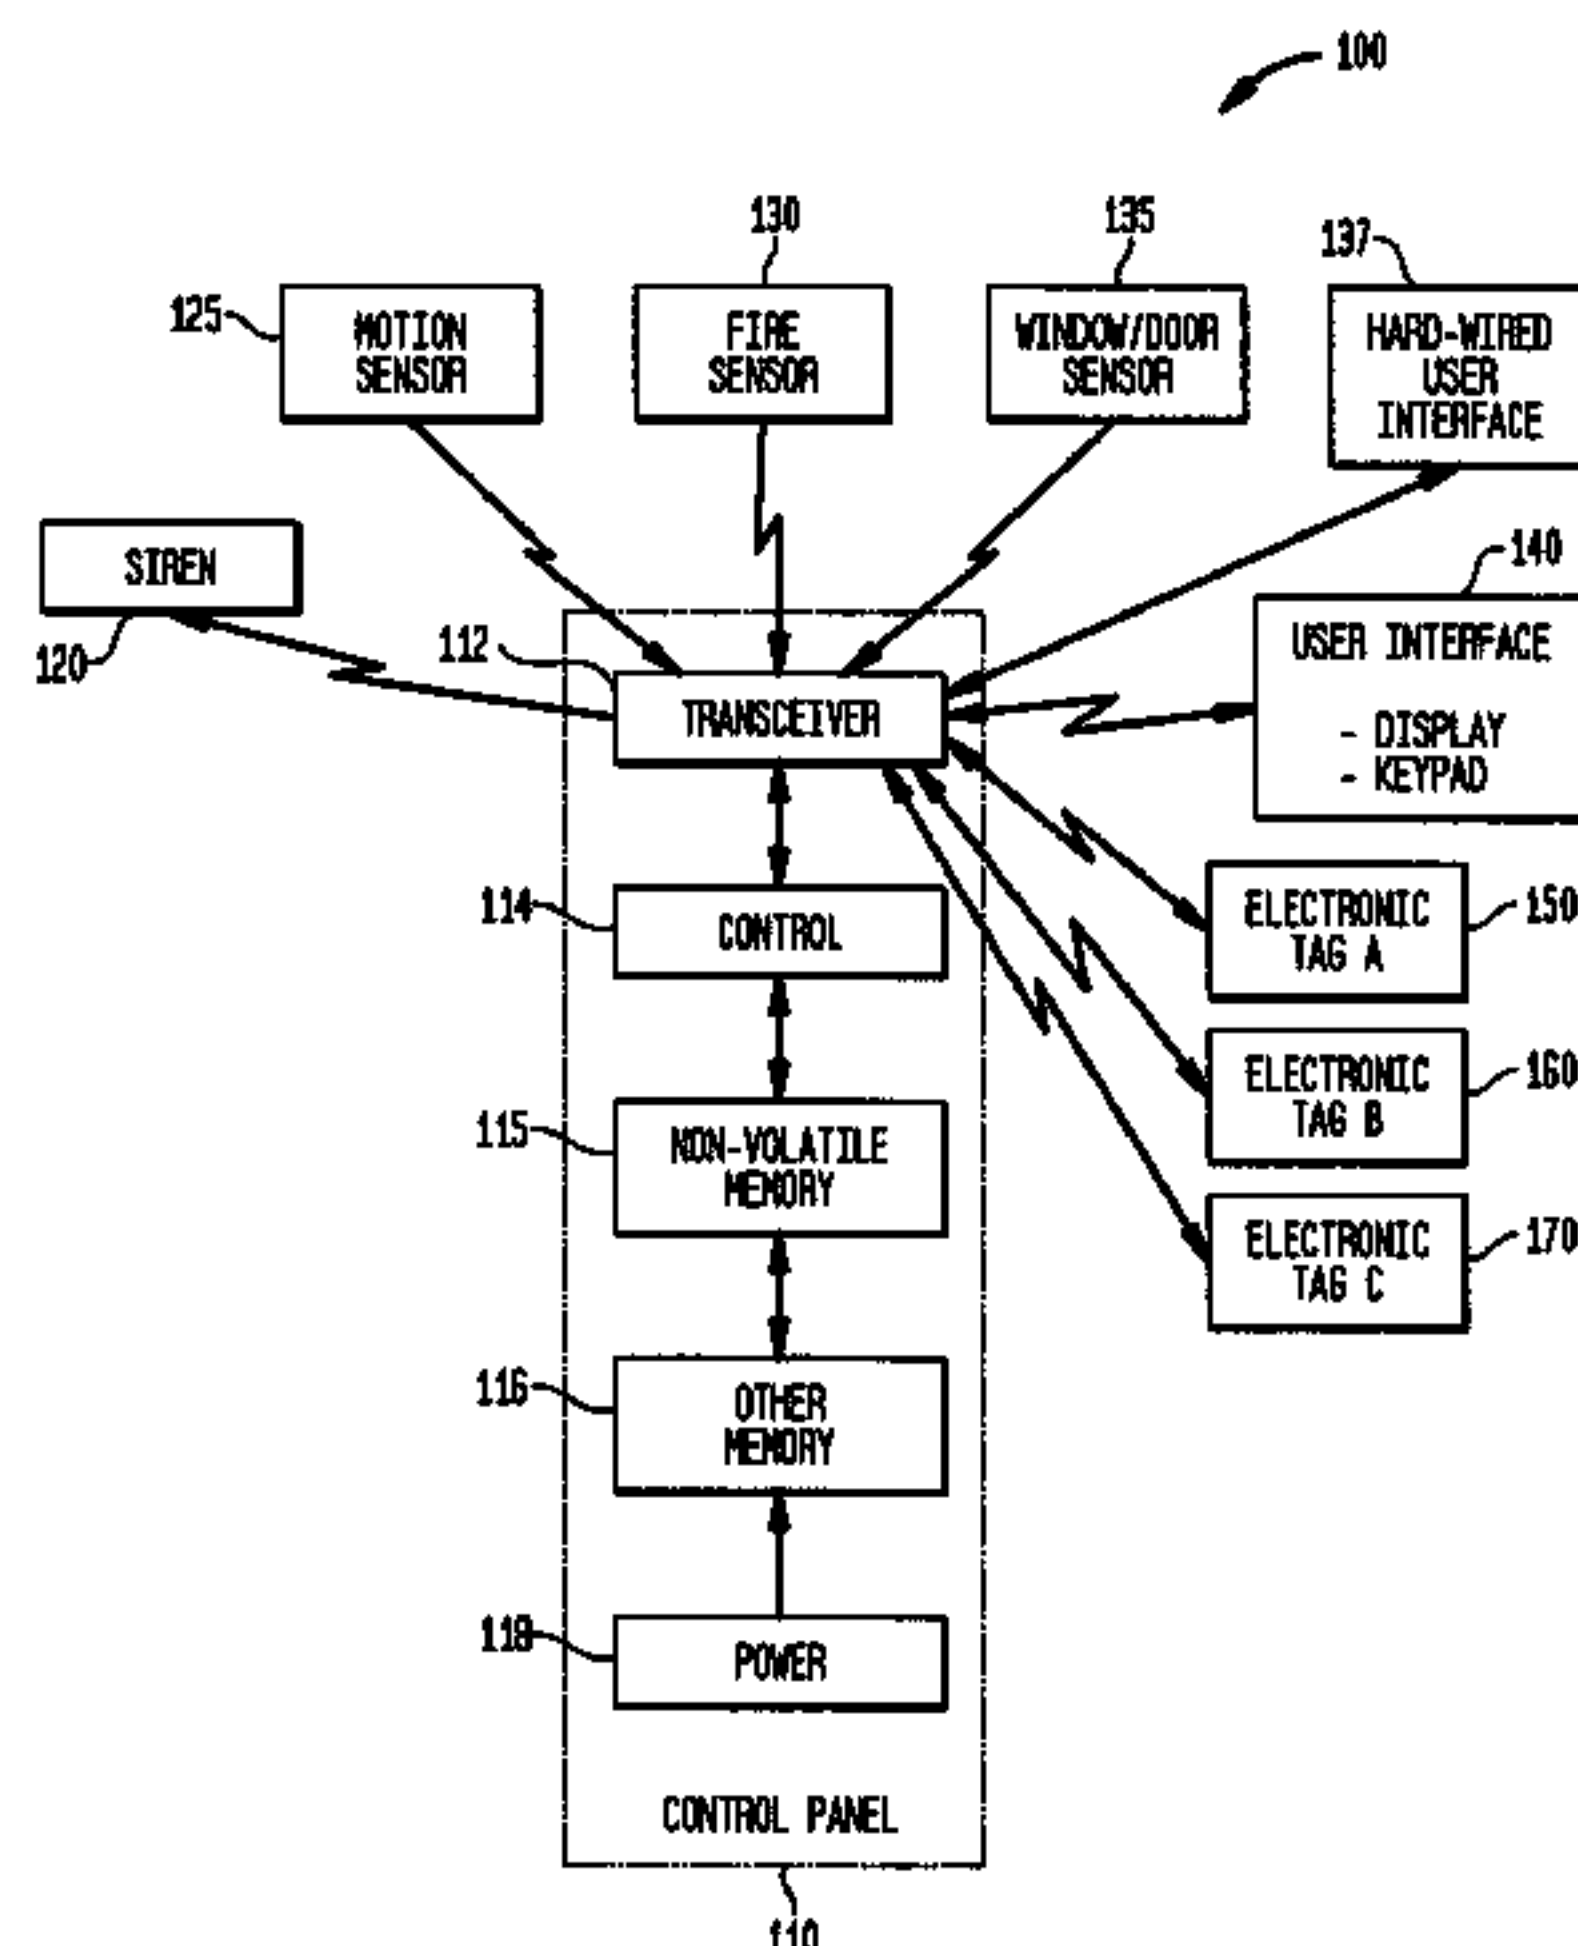 100
130
135
137
125
MOTION
SENSOR
FIRE
SENSOR
WINDOW/DOOR
SENSOR
HARD-WIRED
USER
INTERFACE
SIREN
120
140
USER INTERFACE
- DISPLAY
- KEYPAD
112
TRANSCEIVER
114
CONTROL
ELECTRONIC
TAG A
150
ELECTRONIC
TAG B
160
115
NON-VOLATILE
MEMORY
ELECTRONIC
TAG C
170
116
OTHER
MEMORY
118
POWER
CONTROL PANEL
110